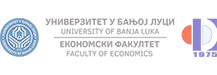 УНИВЕРЗИТЕТ У БАЊОЈ ЛУЦИ
UNIVERSITY OF BANJA LUKA
ЕКОНОМСКИ ФАКУЛТЕТ
FACULTY OF ECONOMICS
1975